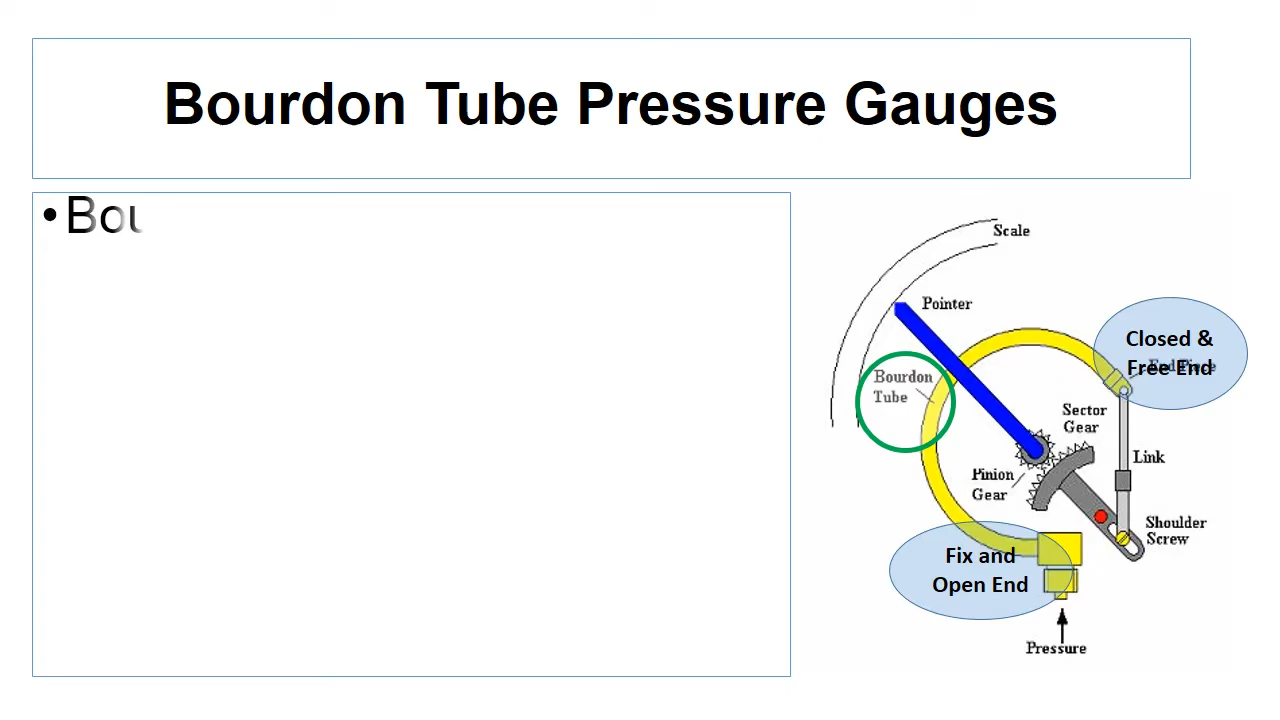 Bourdon Tube Pressure Gauges
•Bou
Scale
Pointer
Closed &
Free End
Bourdon
Tube
Sector
Gear
Link
Pinion
Gear
Shoulder
Screw
Fix and
Open End
Pressure